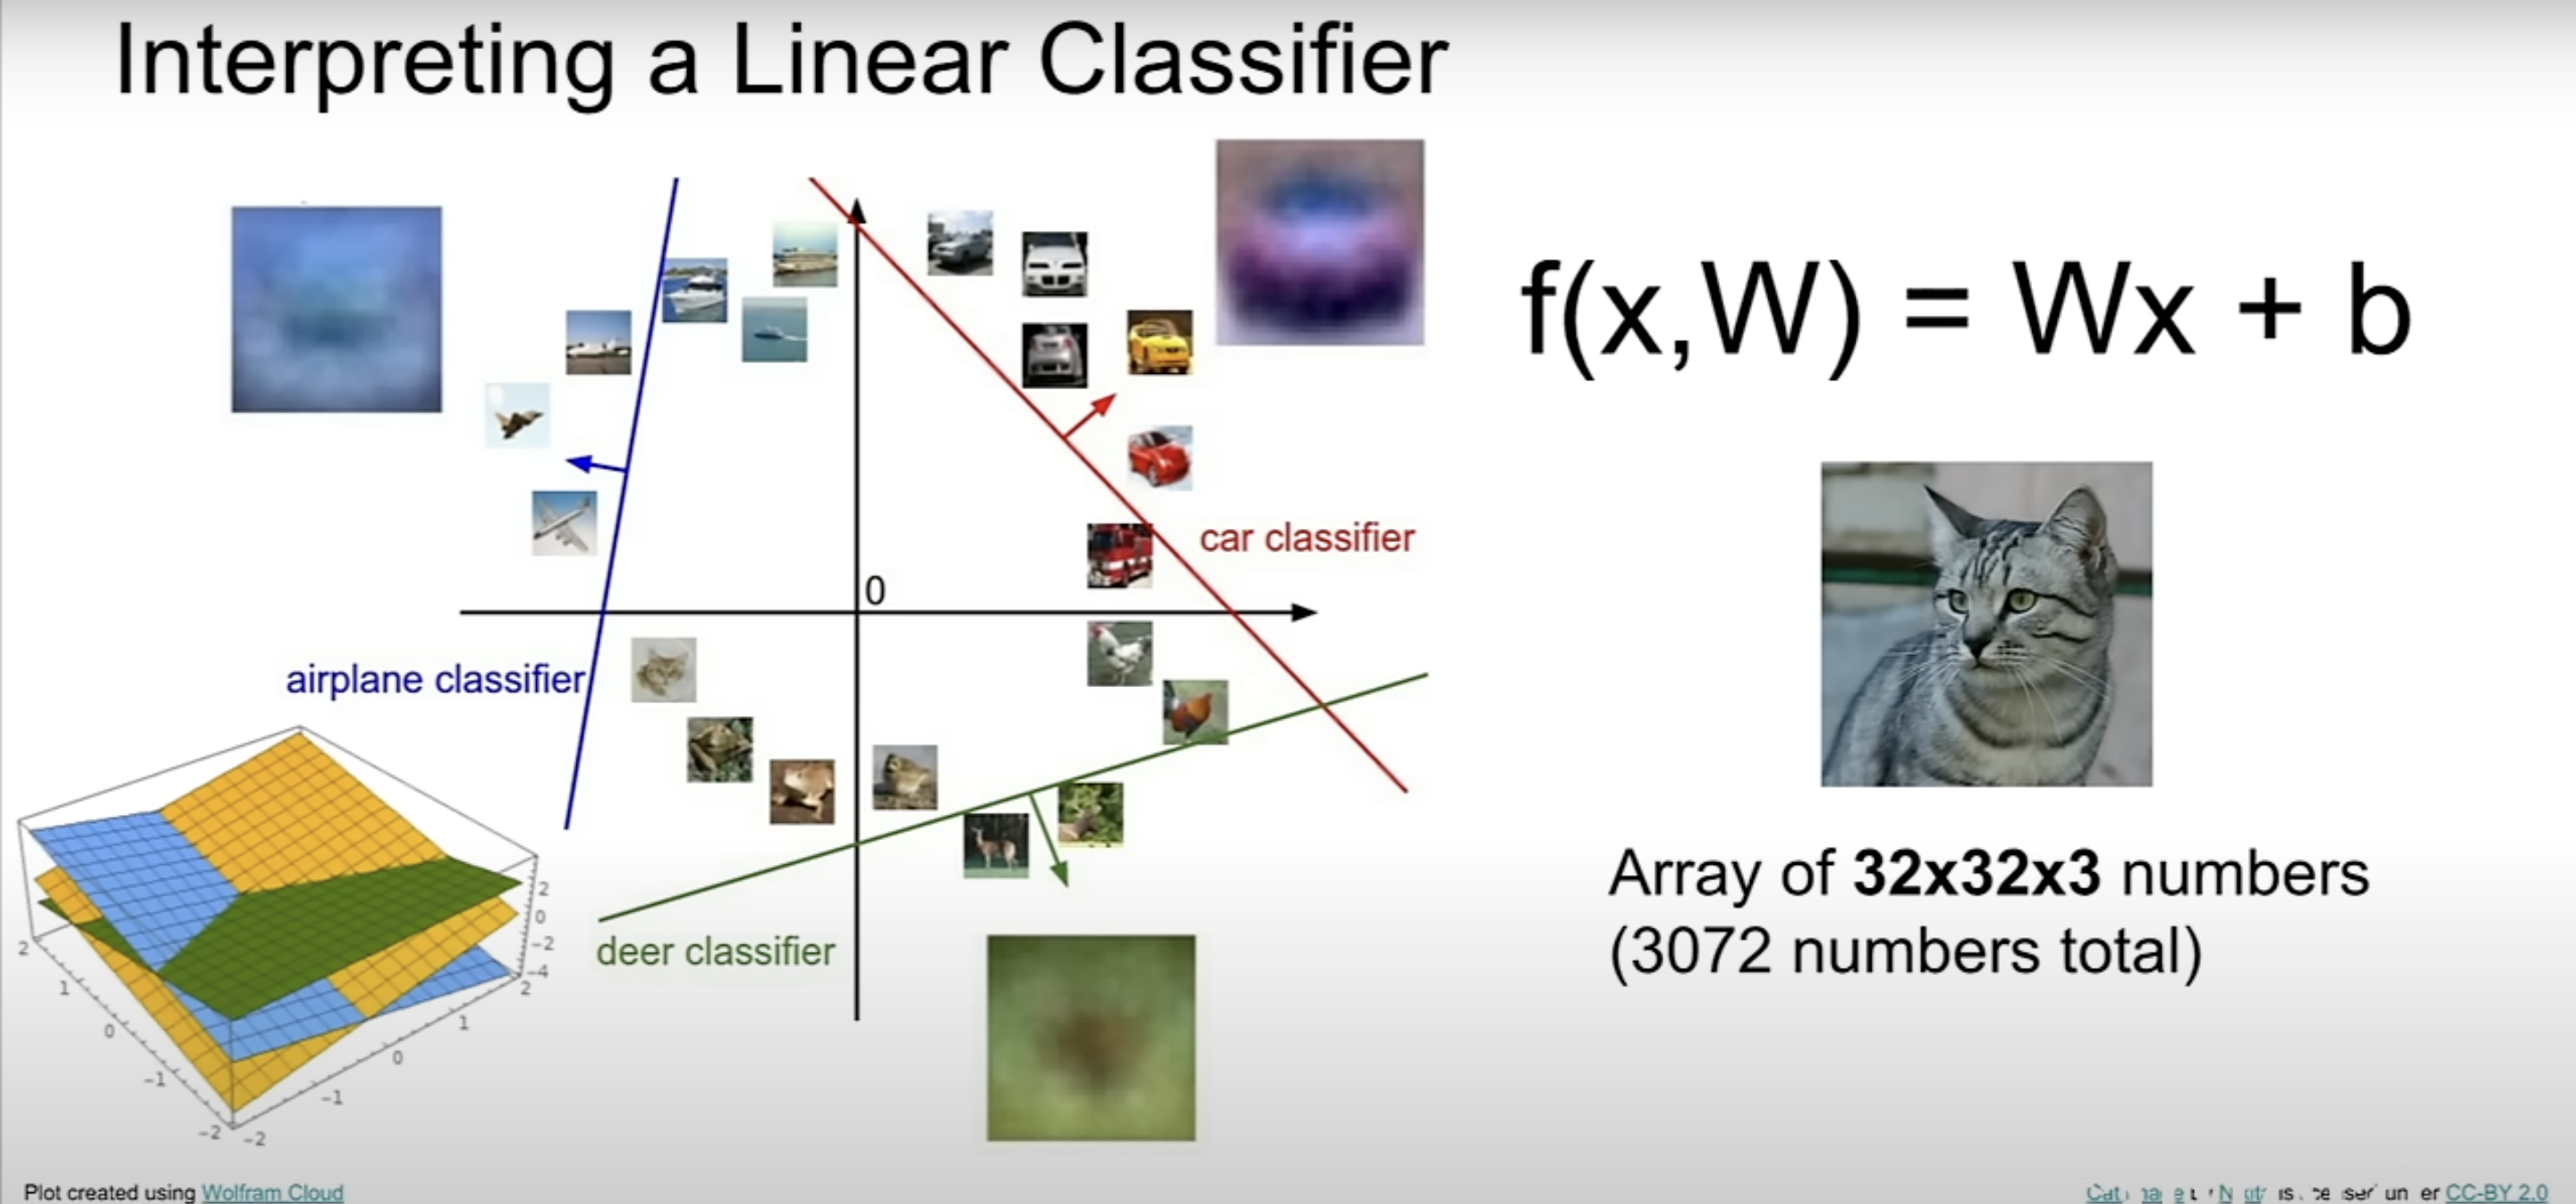 Interpreting a Linear Classifier
f(x,W) = Wx + b
car classifier
0
airplane classifier
deer classifier
Array of 32x32x3 numbers
(3072 numbers total)
2
0
-2
-4
2
1
0
-1
-2
2
1
0
-1
-2
Plot created using Wolfram Cloud
CC-BY 2.0